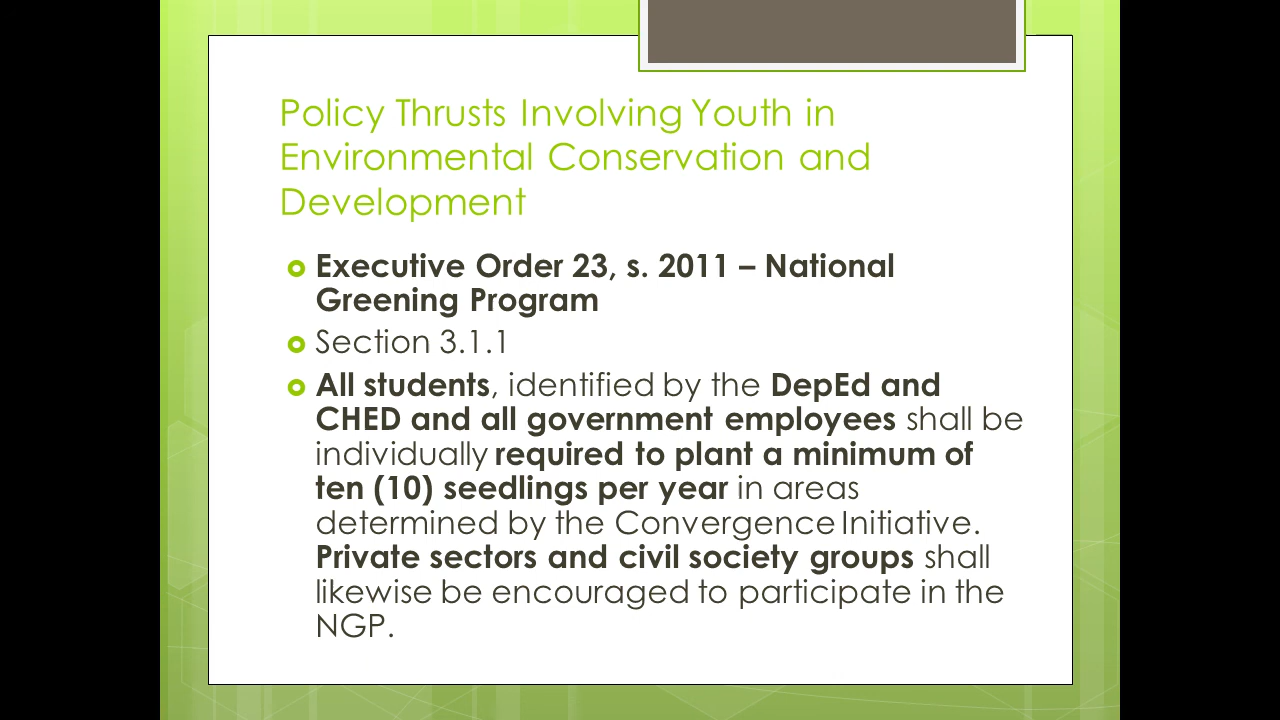 Policy Thrusts Involving Youth in
Environmental Conservation and
Development
Executive Order 23, s. 2011 – National
Greening Program
Section 3.1.1
All students, identified by the DepEd and
CHED and all government employees shall be
individually required to plant a minimum of
ten (10) seedlings per year in areas
determined by the Convergence Initiative.
Private sectors and civil society groups shall
likewise be encouraged to participate in the
NGP.